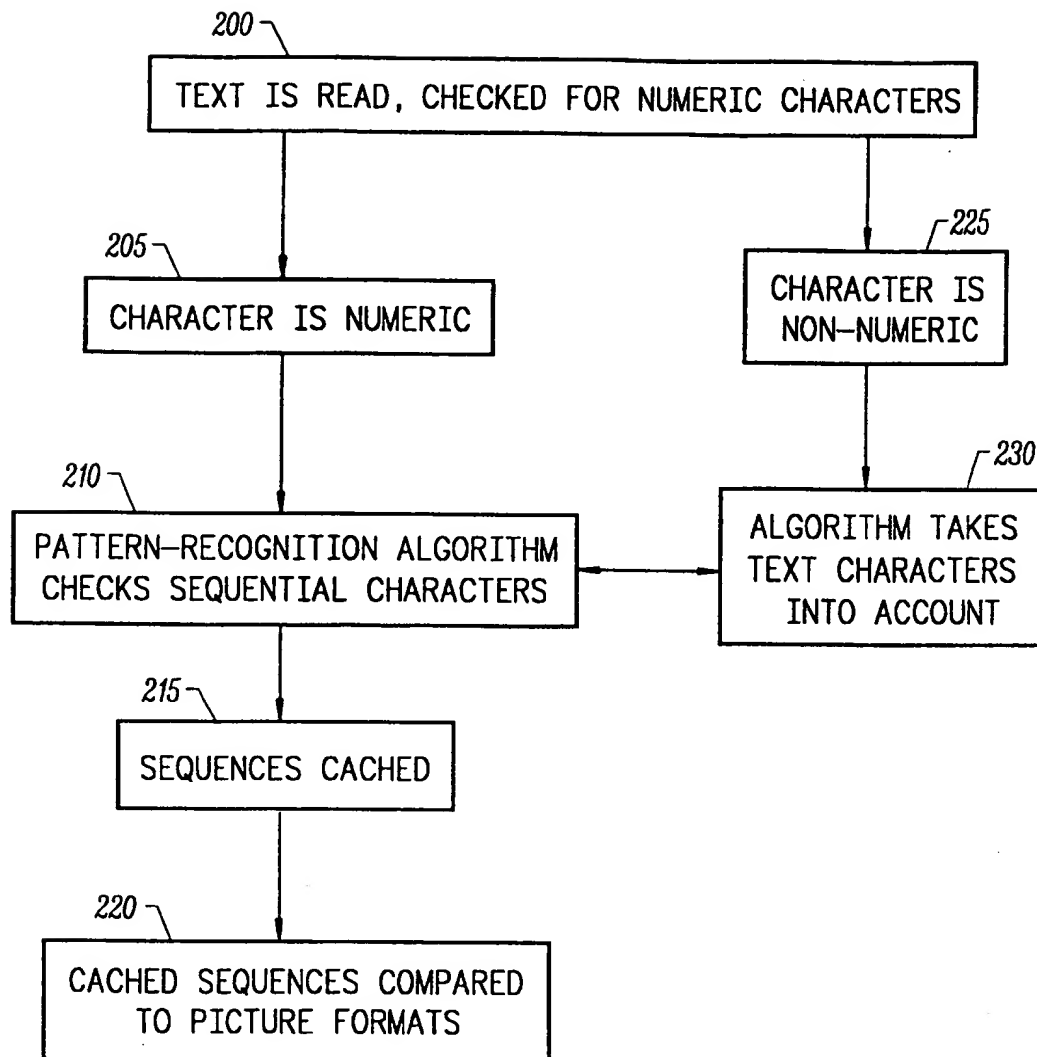 200
TEXT IS READ, CHECKED FOR NUMERIC CHARACTERS
205
CHARACTER IS NUMERIC
225
CHARACTER IS
NON-NUMERIC
210
PATTERN-RECOGNITION ALGORITHM
CHECKS SEQUENTIAL CHARACTERS
230
ALGORITHM TAKES
TEXT CHARACTERS
INTO ACCOUNT
215
SEQUENCES CACHED
220
CACHED SEQUENCES COMPARED
TO PICTURE FORMATS